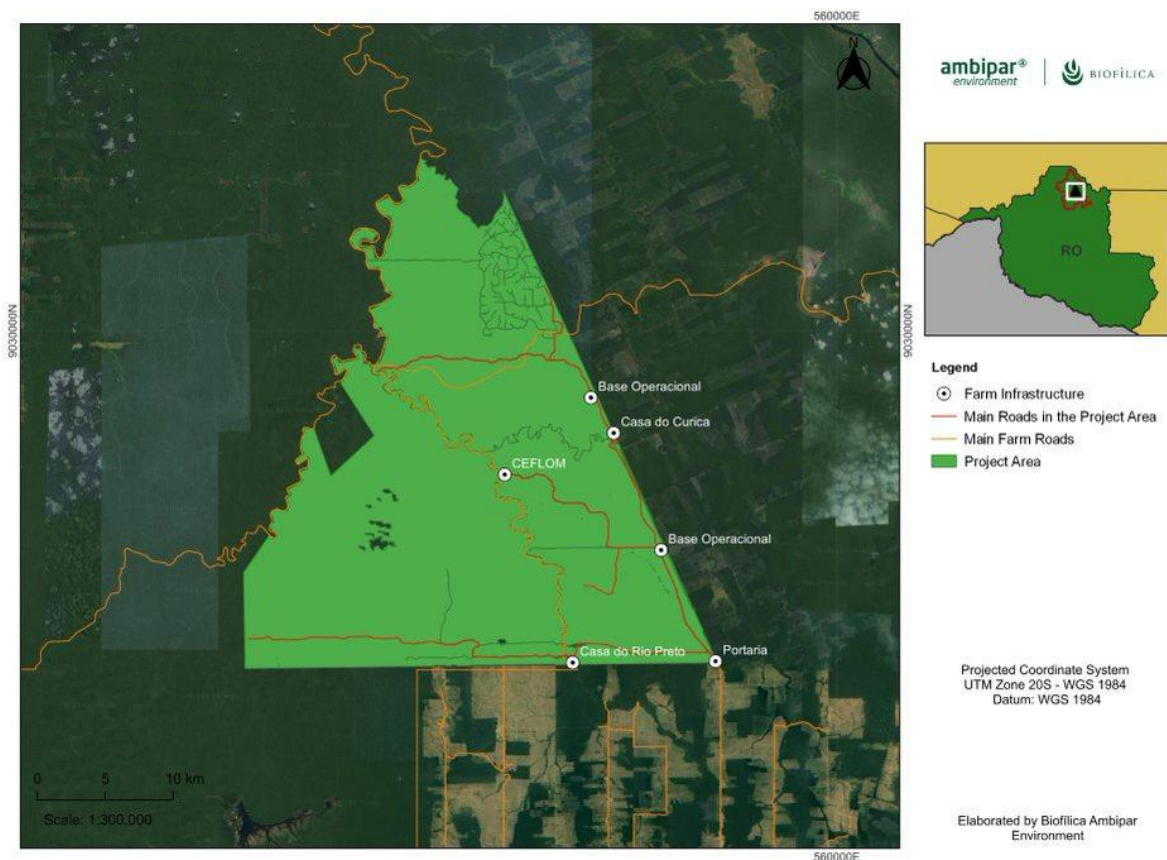 560000E
N
9030000N
9030000N
Base Operacional
Casa do Curica
CEFLOM
Base Operacional
Casa do Rio Preto
Portaria
0 5 10 km
Scale: 1:300.000
560000E
ambipar®
environment
BIOFÍLICA
RO
Legend
Farm Infrastructure
Main Roads in the Project Area
Main Farm Roads
Project Area
Projected Coordinate System
UTM Zone 20S - WGS 1984
Datum: WGS 1984
Elaborated by Biofílica Ambipar
Environment